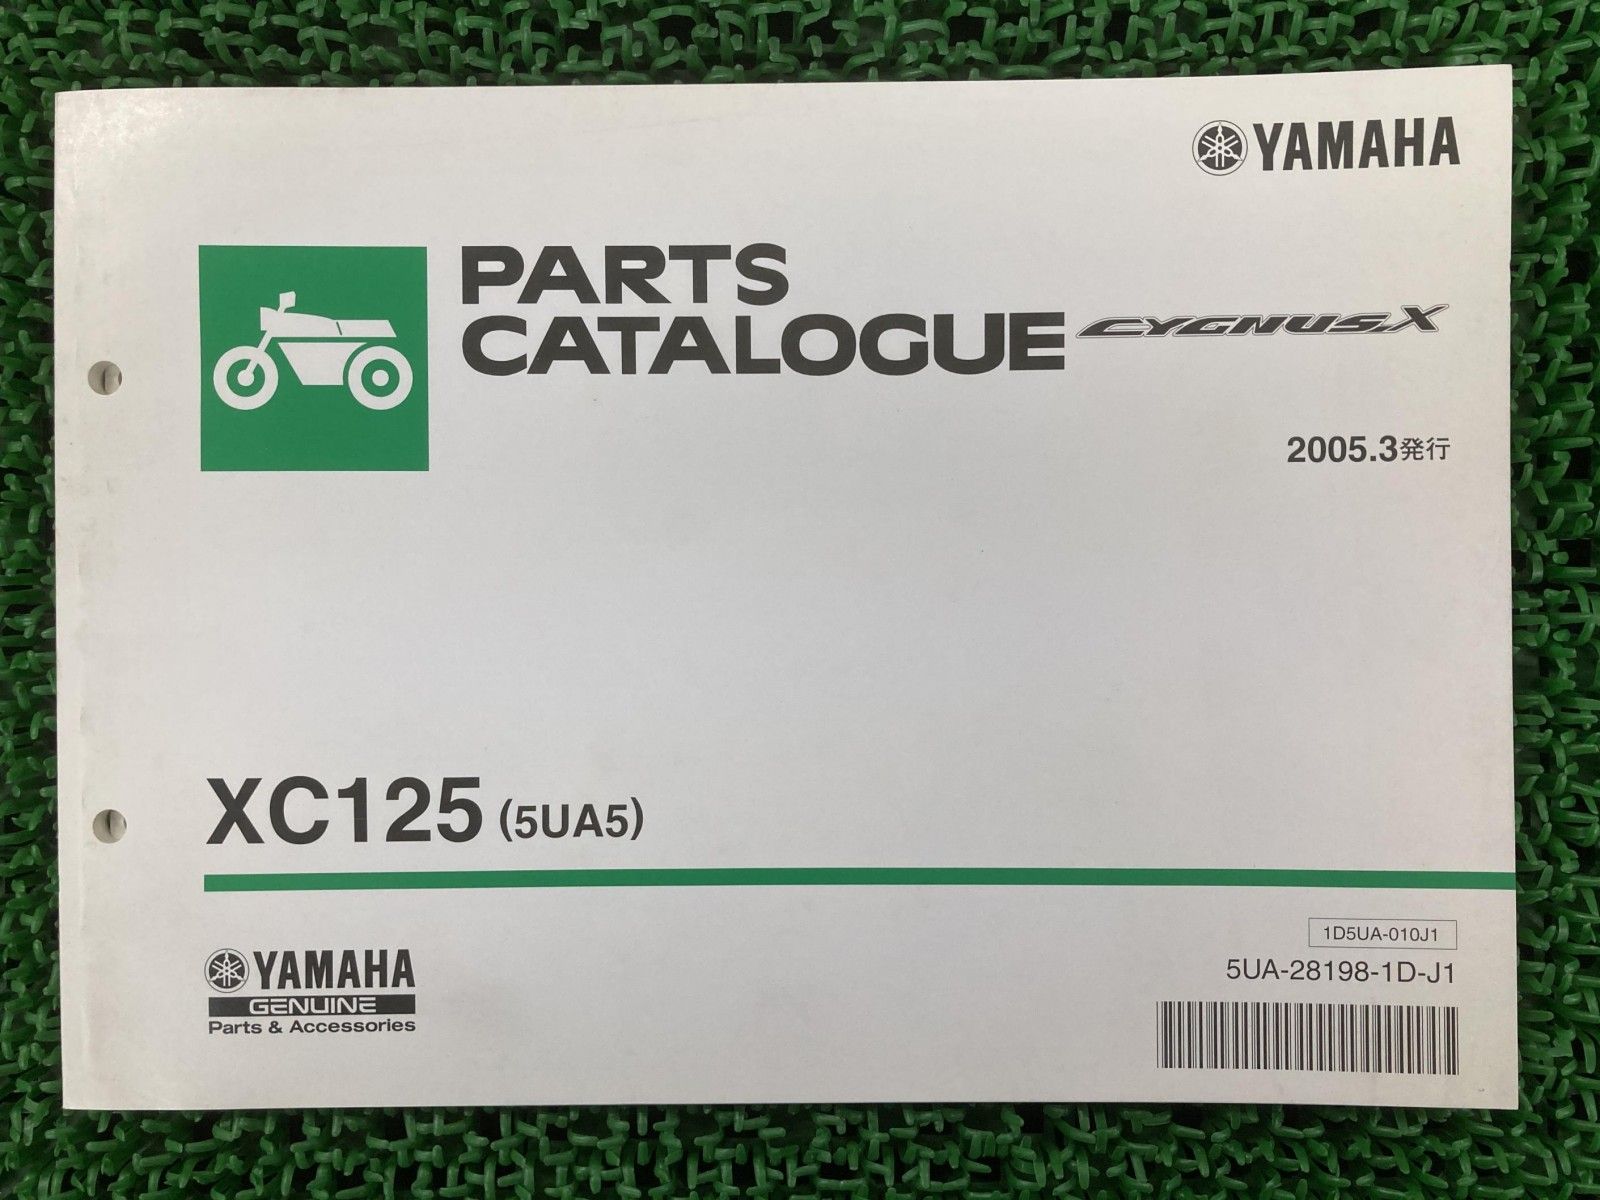 YAMAHA
PARTS
CATALOGUE CYGNUS X
2005.3発行
XC125 (5UA5)
1D5UA-010J1
5UA-28198-1D-J1
YAMAHA
GENUINE
Parts & Accessories